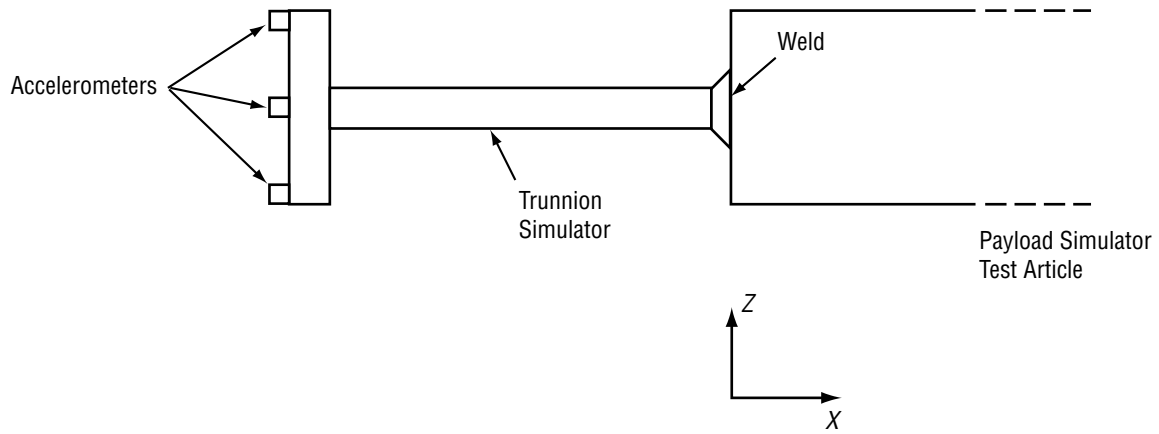 Weld
Accelerometers
Trunnion
Simulator
Payload Simulator
Test Article
Z
X